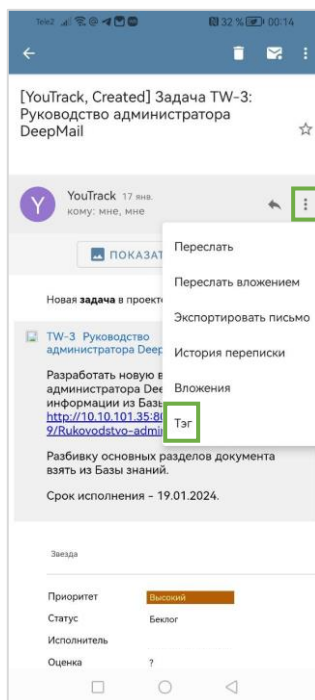 Tele2 32 % 00:14
[YouTrack, Created] Задача TW-3:
Руководство администратора
DeepMail
Y
YouTrack 17 янв.
кому: мне, мне
ПОКАЗАТ
Переслать
Переслать вложением
Экспортировать письмо
История переписки
Вложения
Тэг
Новая задача в проекте
TW-3 Руководство
администратора Deep
Разработать новую в
администратора Dee
информации из Базы
http://10.10.101.35:80
9/Rukovodstvo-admi
Разбивку основных разделов документа
взять из Базы знаний.
Срок исполнения – 19.01.2024.
Звезда
Приоритет Высокий
Статус Беклог
Исполнитель
Оценка ?